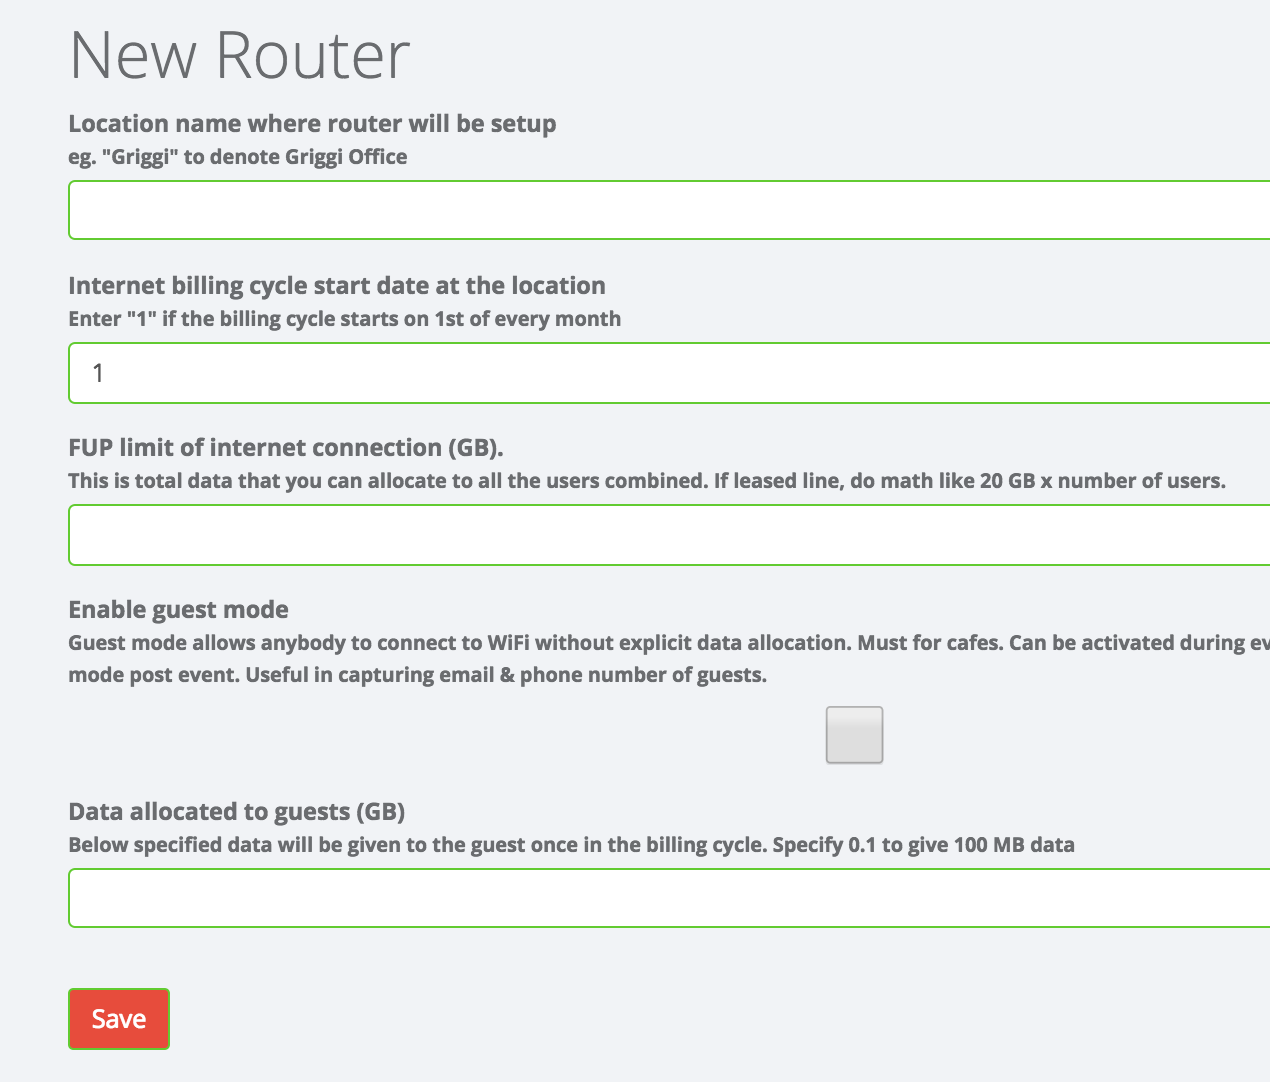 New Router
Location name where router will be setup
eg. "Griggi" to denote Griggi Office
Internet billing cycle start date at the location
Enter "1" if the billing cycle starts on 1st of every month
1
FUP limit of internet connection (GB).
This is total data that you can allocate to all the users combined. If leased line, do math like 20 GB x number of users.
Enable guest mode
Guest mode allows anybody to connect to WiFi without explicit data allocation. Must for cafes. Can be activated during
mode post event. Useful in capturing email & phone number of guests.
Data allocated to guests (GB)
Below specified data will be given to the guest once in the billing cycle. Specify 0.1 to give 100 MB data
Save